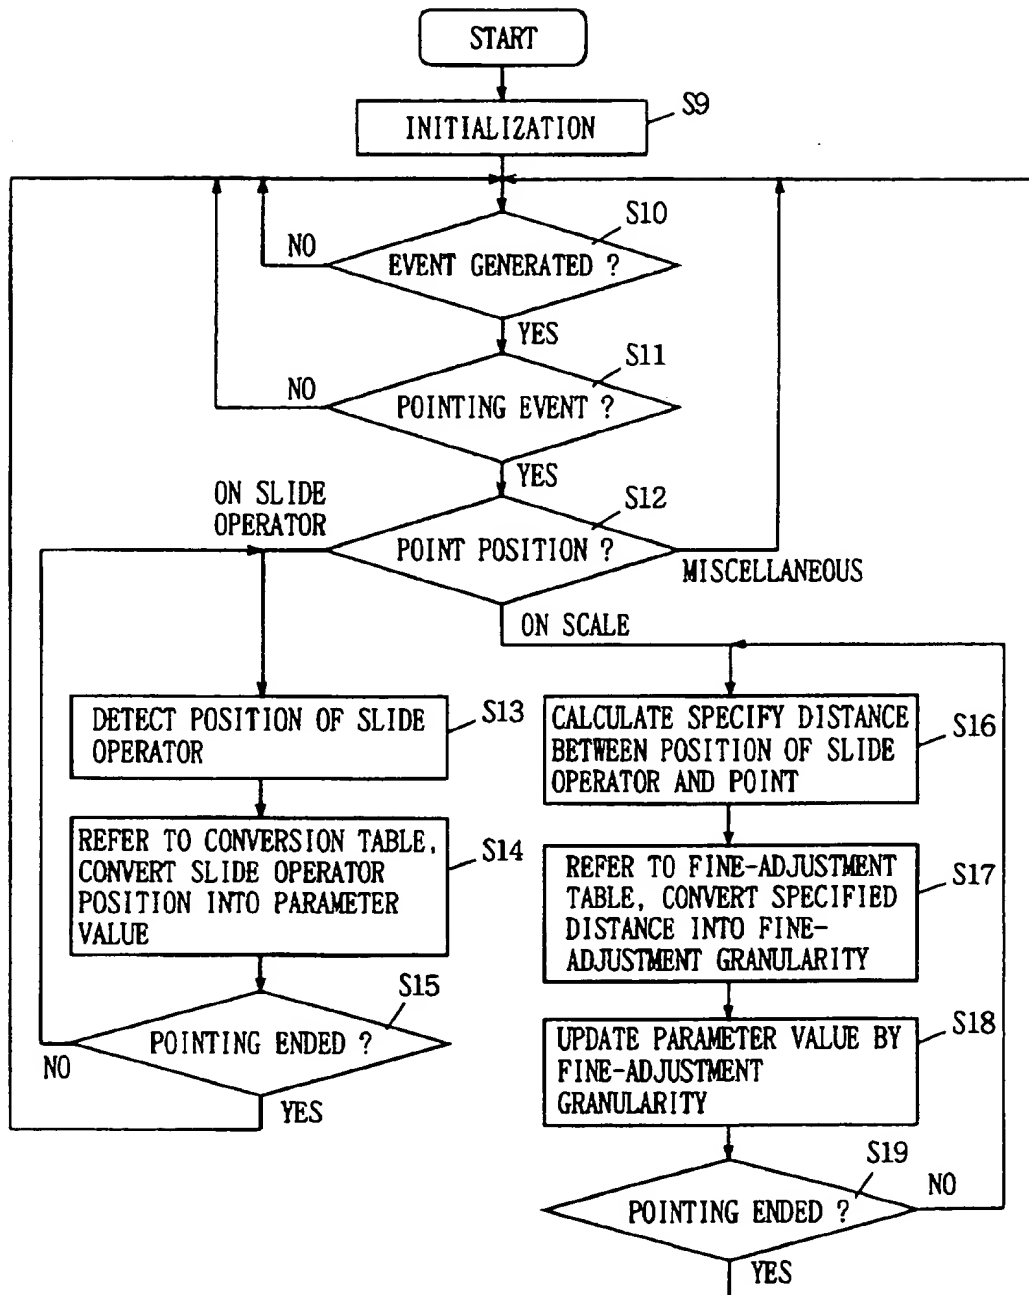 START
S9
INITIALIZATION
S10
NO
EVENT GENERATED ?
YES
S11
NO
POINTING EVENT ?
YES
ON SLIDE
OPERATOR
S12
POINT POSITION ?
MISCELLANEOUS
ON SCALE
S13
DETECT POSITION OF SLIDE
OPERATOR
S14
REFER TO CONVERSION TABLE,
CONVERT SLIDE OPERATOR
POSITION INTO PARAMETER
VALUE
S15
POINTING ENDED ?
NO
YES
S16
CALCULATE SPECIFY DISTANCE
BETWEEN POSITION OF SLIDE
OPERATOR AND POINT
S17
REFER TO FINE-ADJUSTMENT
TABLE, CONVERT SPECIFIED
DISTANCE INTO FINE-
ADJUSTMENT GRANULARITY
S18
UPDATE PARAMETER VALUE BY
FINE-ADJUSTMENT
GRANULARITY
S19
NO
POINTING ENDED ?
YES